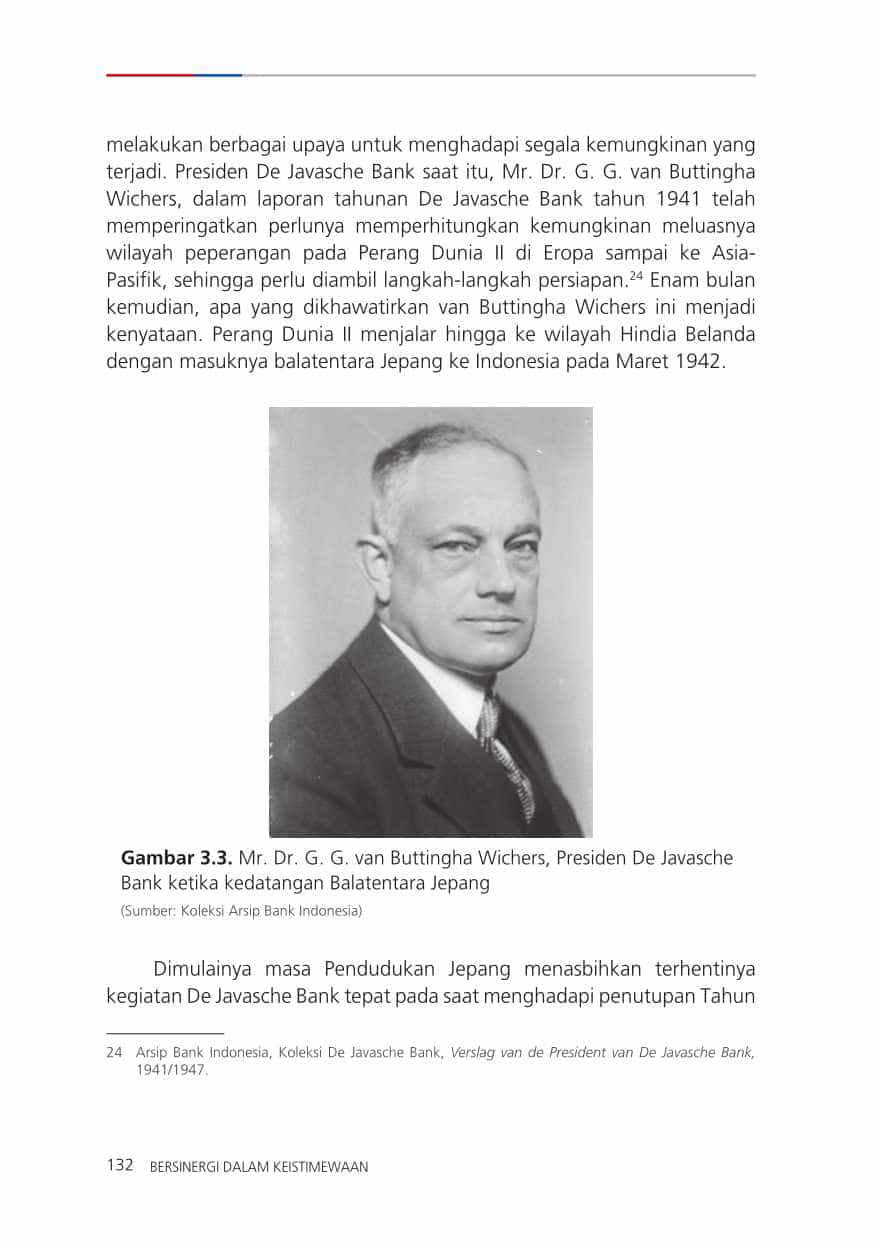 melakukan berbagai upaya untuk menghadapi segala kemungkinan yang
terjadi. Presiden De Javasche Bank saat itu, Mr. Dr. G. G. van Buttingha
Wichers, dalam laporan tahunan De Javasche Bank tahun 1941 telah
memperingatkan perlunya memperhitungkan kemungkinan meluasnya
wilayah peperangan pada Perang Dunia II di Eropa sampai ke Asia-
Pasifik, sehingga perlu diambil langkah-langkah persiapan.24 Enam bulan
kemudian, apa yang dikhawatirkan van Buttingha Wichers ini menjadi
kenyataan. Perang Dunia II menjalar hingga ke wilayah Hindia Belanda
dengan masuknya balatentara Jepang ke Indonesia pada Maret 1942.
Gambar 3.3. Mr. Dr. G. G. van Buttingha Wichers, Presiden De Javasche
Bank ketika kedatangan Balatentara Jepang
(Sumber: Koleksi Arsip Bank Indonesia)
Dimulainya masa Pendudukan Jepang menasbihkan terhentinya
kegiatan De Javasche Bank tepat pada saat menghadapi penutupan Tahun
24 Arsip Bank Indonesia, Koleksi De Javasche Bank, Verslag van de President van De Javasche Bank,
1941/1947.
132 BERSINERGI DALAM KEISTIMEWAAN